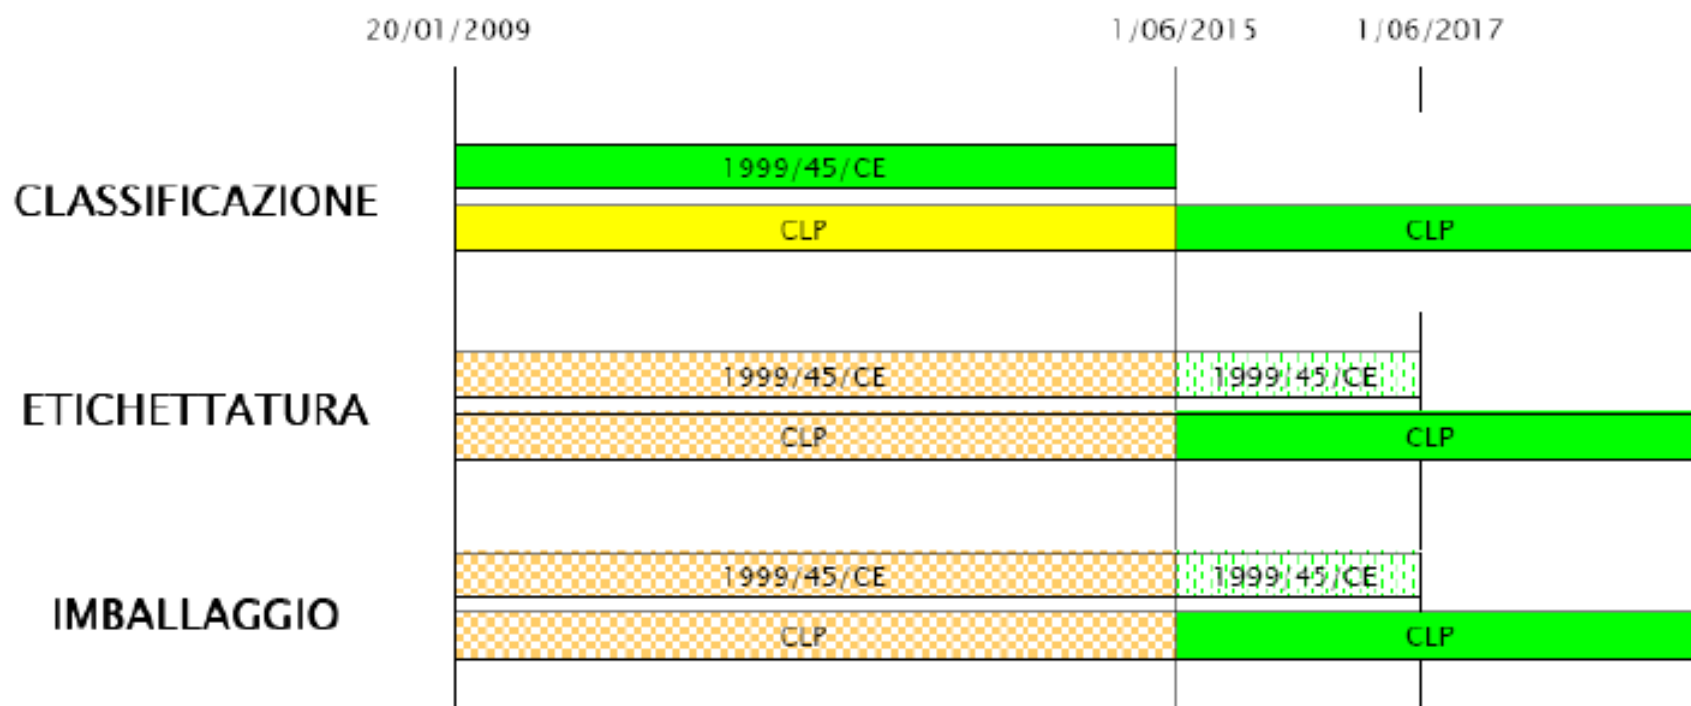 20/01/2009 1/06/2015 1/06/2017
1999/45/CE
CLASSIFICAZIONE
CLP CLP
1999/45/CE 1999/45/CE
ETICHETTATURA
CLP CLP
1999/45/CE 1999/45/CE
IMBALLAGGIO
CLP CLP